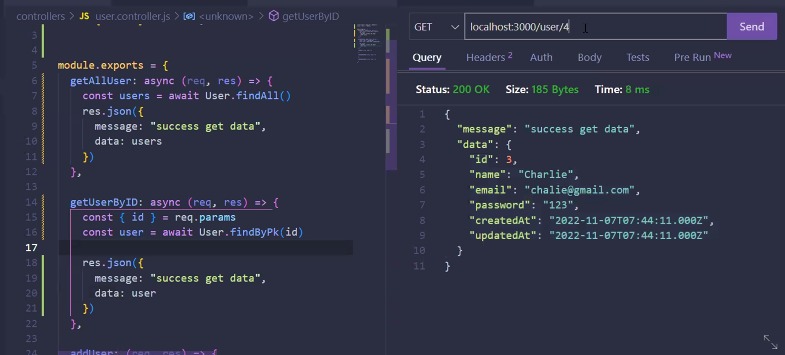 controllers > JS user.controller.js > <unknown> > getUserByID
3
4
5 module.exports = {
6 getAllUser: async (req, res) => {
7 const users = await User.findAll()
8 res.json({
9 message: "success get data",
10 data: users
11 })
12 },
13
14 getUserByID: async (req, res) => {
15 const { id } = req.params
16 const user = await User.findByPk(id)
17
18 res.json({
19 message: "success get data",
20 data: user
21 })
22 },
23
addUser: (req, res) => {
GET localhost:3000/user/4 Send
Query Headers 2 Auth Body Tests Pre Run New
Status: 200 OK Size: 185 Bytes Time: 8 ms
1 {
2 "message": "success get data",
3 "data": {
4 "id": 3,
5 "name": "Charlie",
6 "email": "chalie@gmail.com",
7 "password": "123",
8 "createdAt": "2022-11-07T07:44:11.000Z",
9 "updatedAt": "2022-11-07T07:44:11.000Z"
10 }
11 }